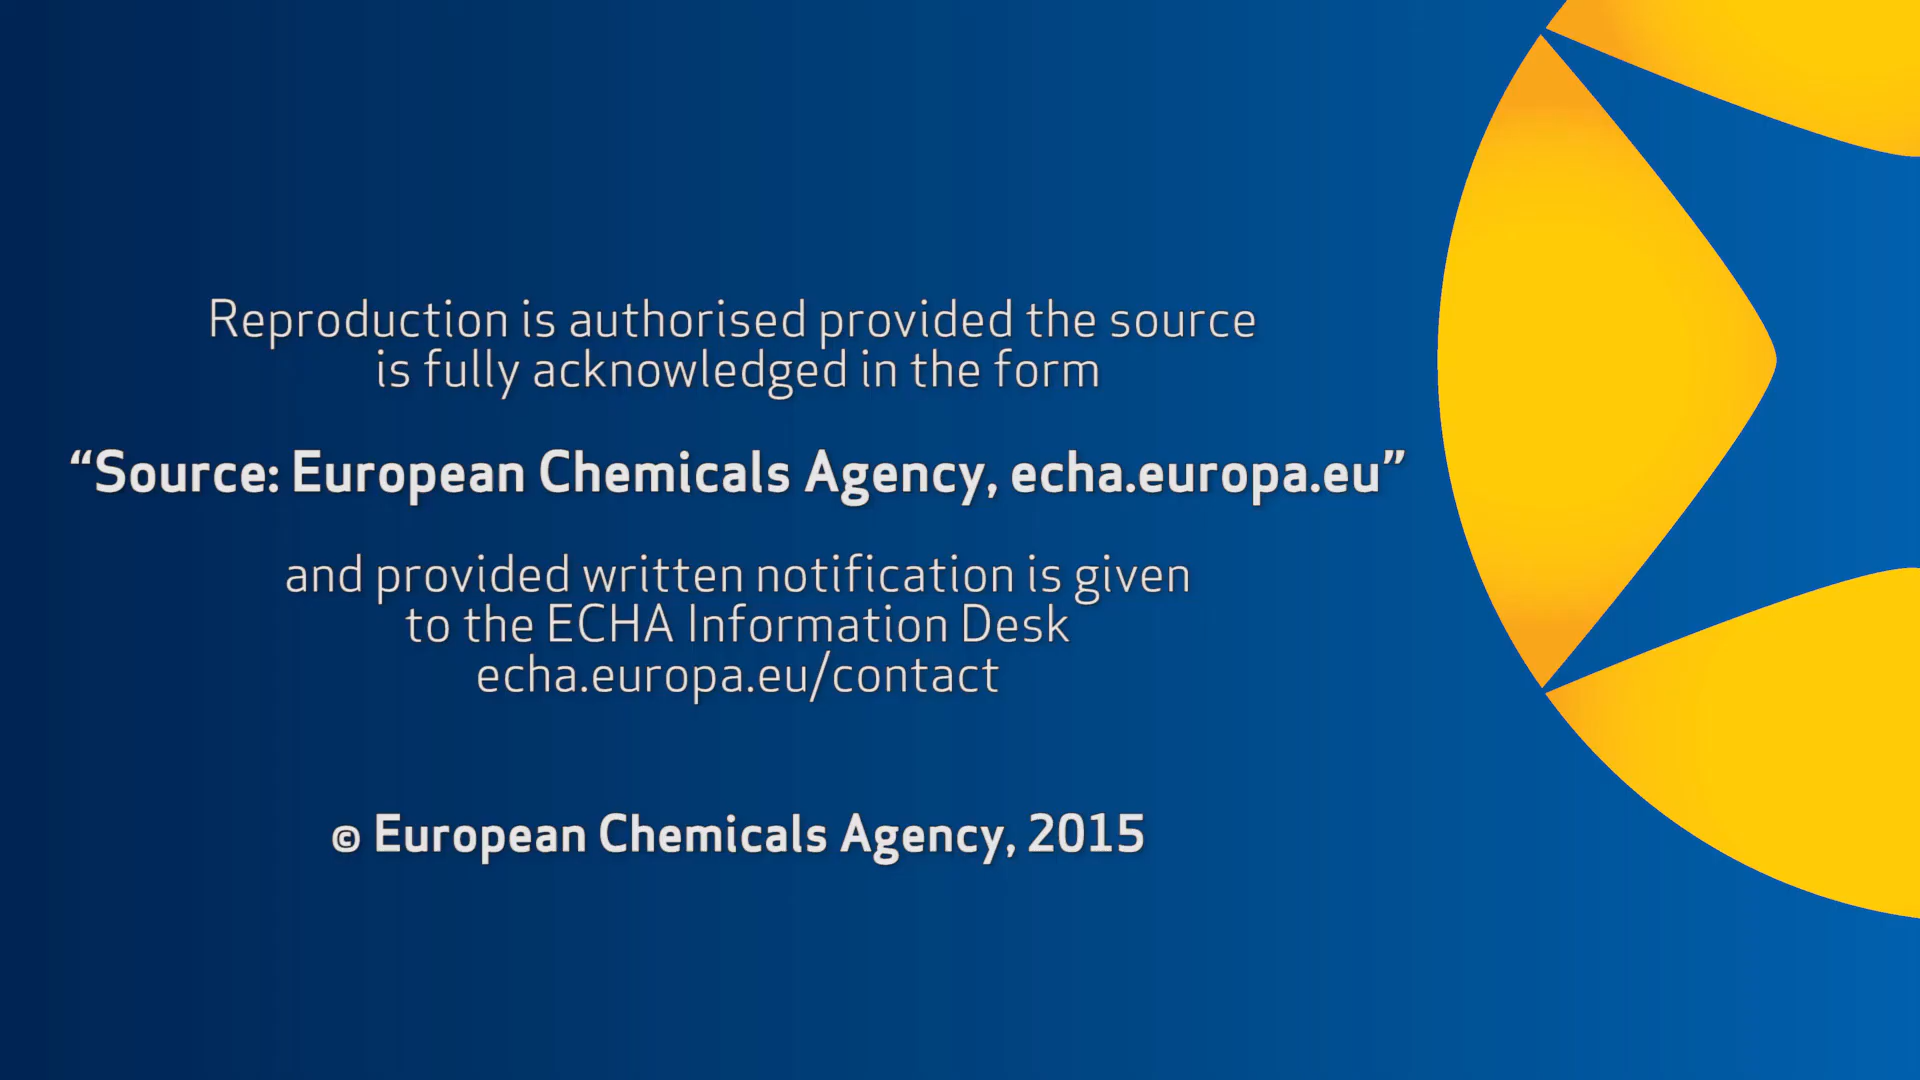 Reproduction is authorised provided the source
is fully acknowledged in the form
“Source: European Chemicals Agency, echa.europa.eu”
and provided written notification is given
to the ECHA Information Desk
echa.europa.eu/contact
© European Chemicals Agency, 2015